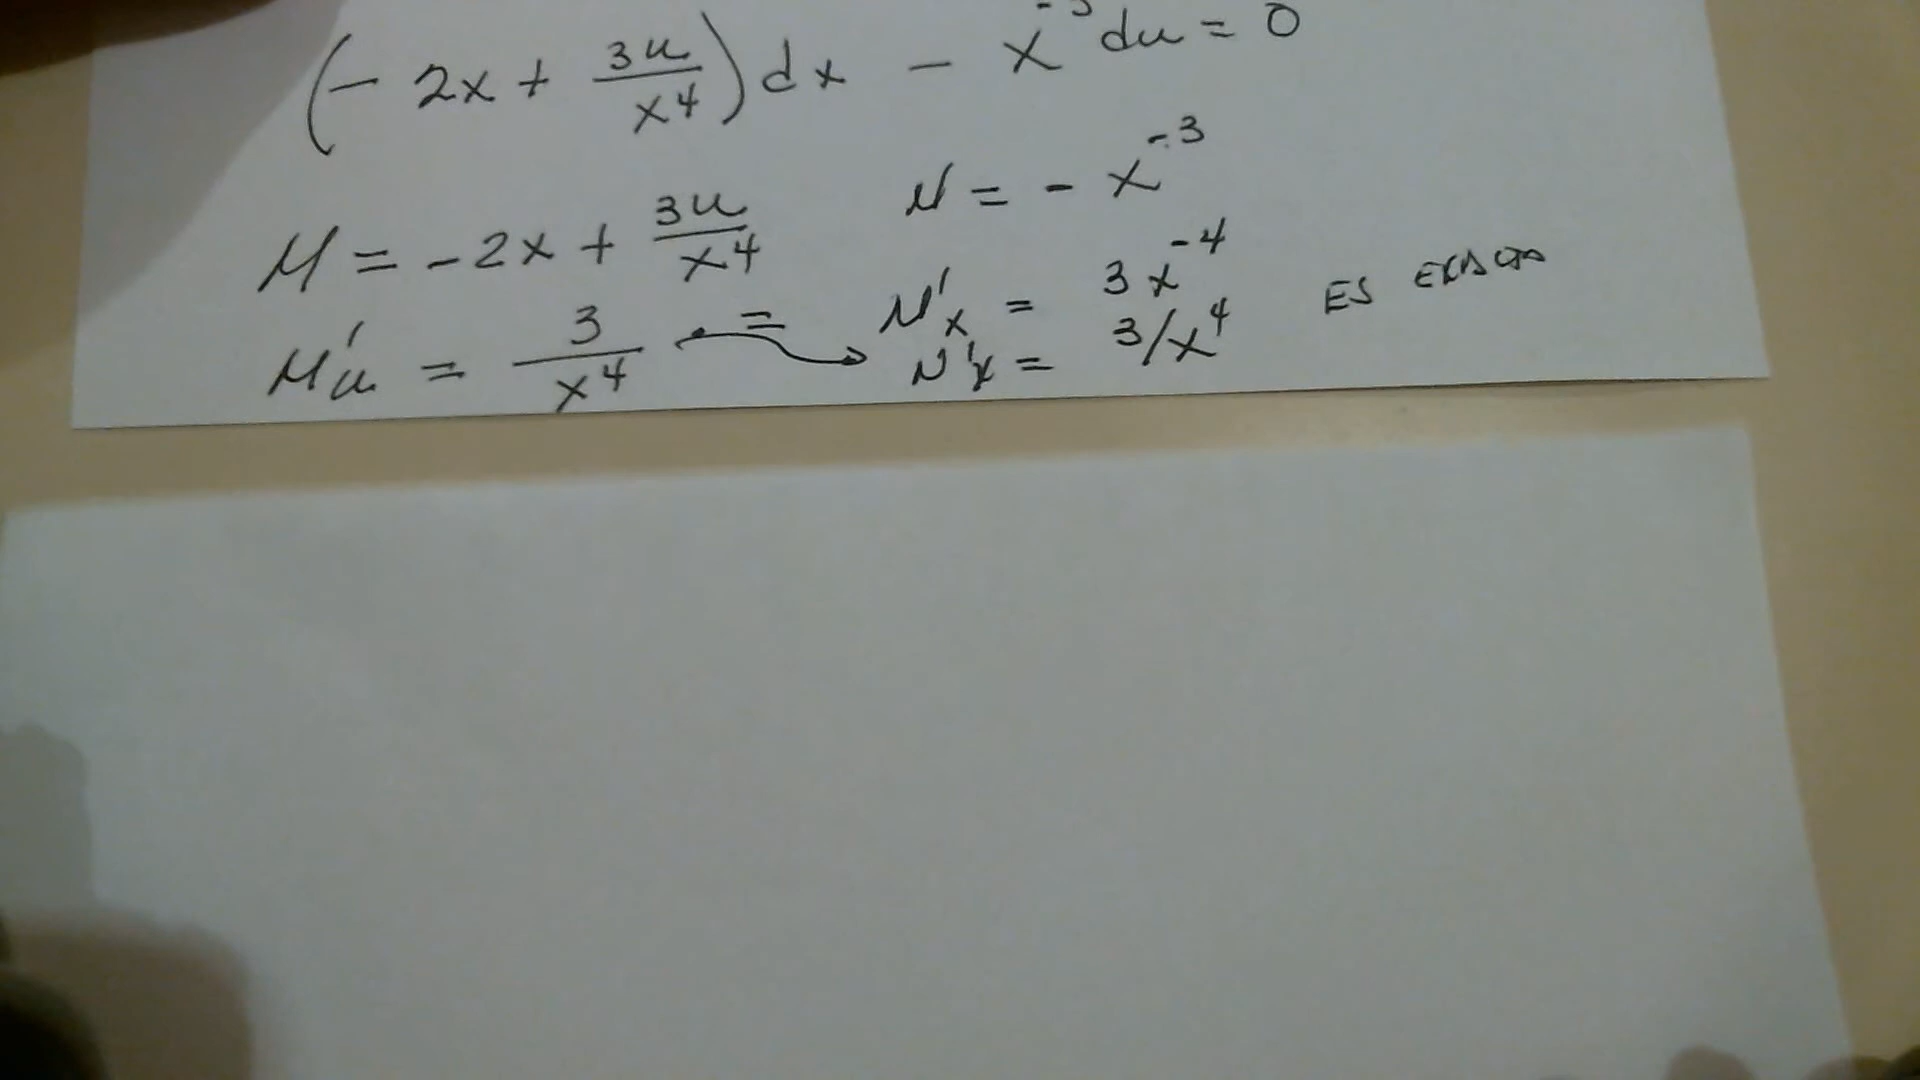 (- 2x + 3u/x⁴) dx - x⁻³ du = 0
M = -2x + 3u/x⁴ N = - x⁻³
M'u = 3/x⁴ = N'x = 3x⁻⁴ ES EXACTA
N'x = 3/x⁴